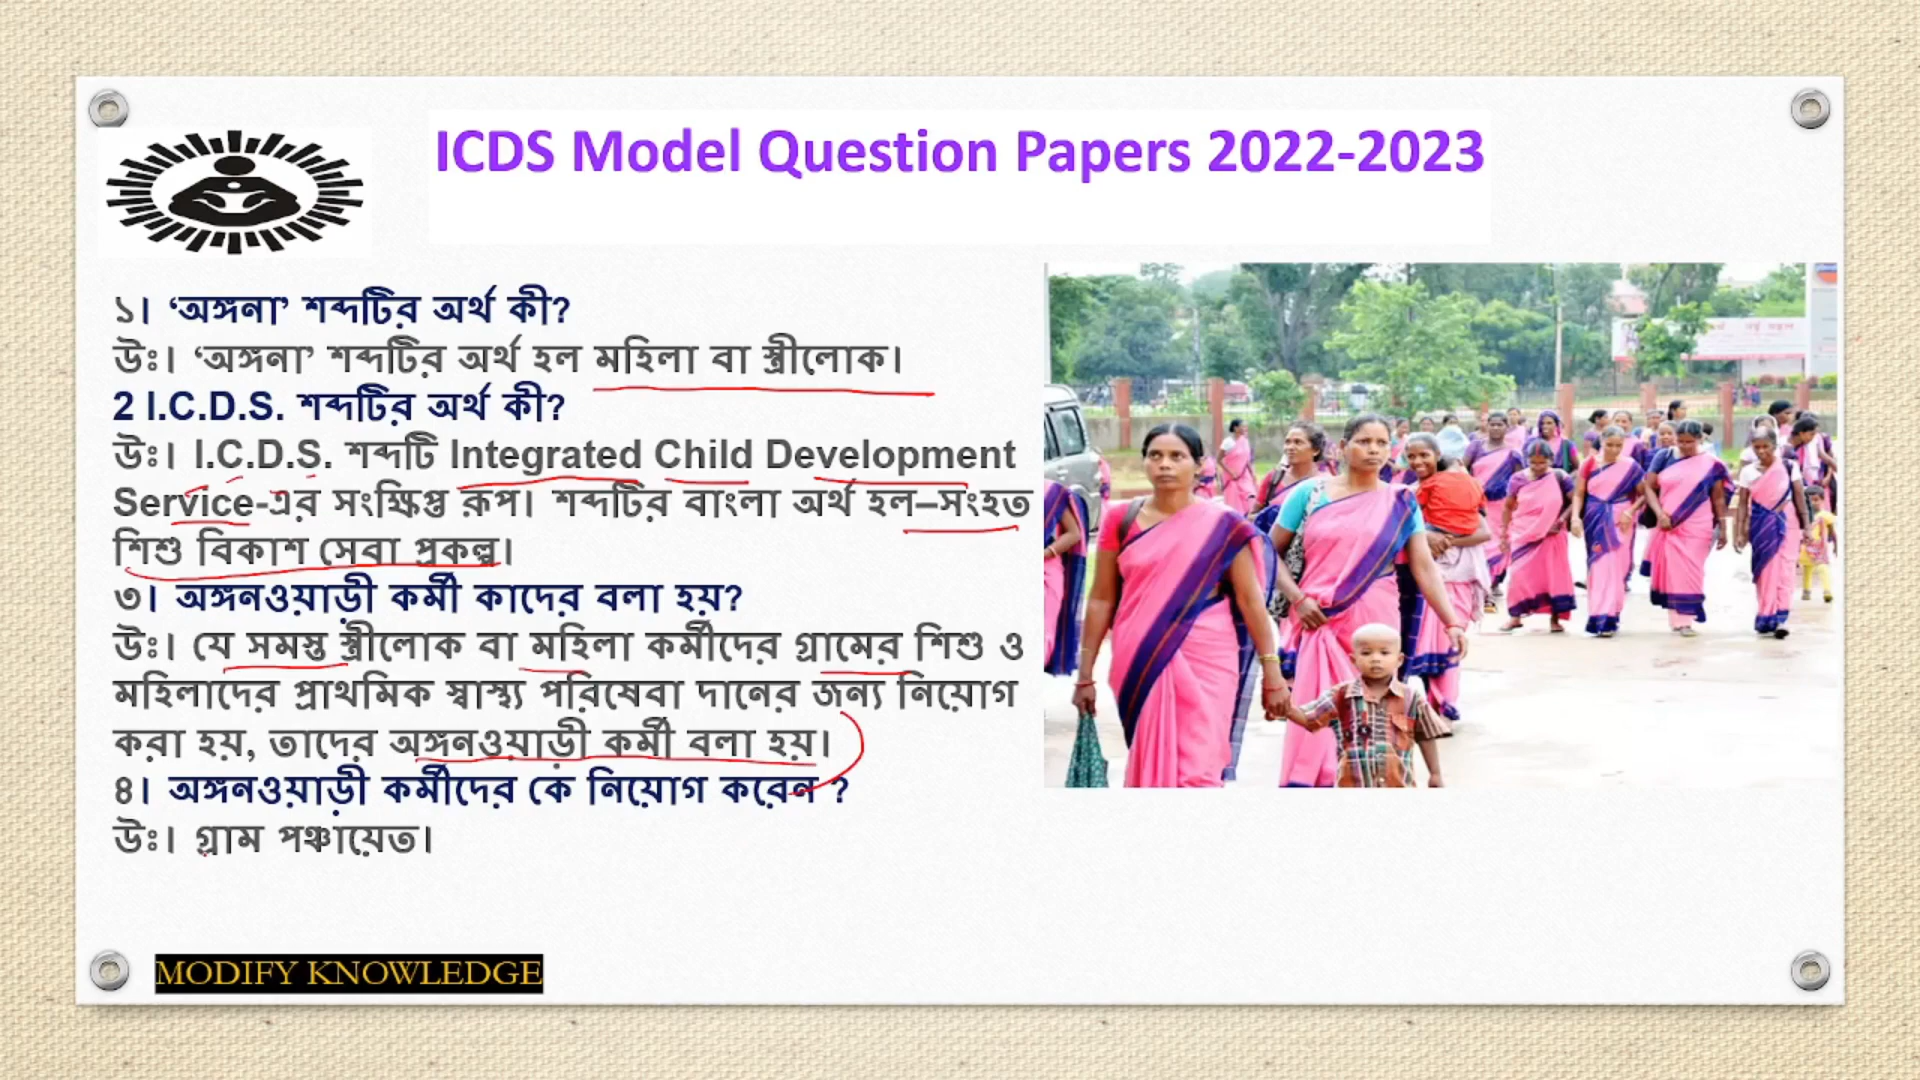 ICDS Model Question Papers 2022-2023
১। ‘অঙ্গনা’ শব্দটির অর্থ কী?
উঃ। ‘অঙ্গনা’ শব্দটির অর্থ হল মহিলা বা স্ত্রীলোক।
2 I.C.D.S. শব্দটির অর্থ কী?
উঃ। I.C.D.S. শব্দটি Integrated Child Development
Service-এর সংক্ষিপ্ত রূপ। শব্দটির বাংলা অর্থ হল–সংহত
শিশু বিকাশ সেবা প্রকল্প।
৩। অঙ্গনওয়াড়ী কর্মী কাদের বলা হয়?
উঃ। যে সমস্ত স্ত্রীলোক বা মহিলা কর্মীদের গ্রামের শিশু ও
মহিলাদের প্রাথমিক স্বাস্থ্য পরিষেবা দানের জন্য নিয়োগ
করা হয়, তাদের অঙ্গনওয়াড়ী কর্মী বলা হয়।
৪। অঙ্গনওয়াড়ী কর্মীদের কে নিয়োগ করেন ?
উঃ। গ্রাম পঞ্চায়েত।
MODIFY KNOWLEDGE